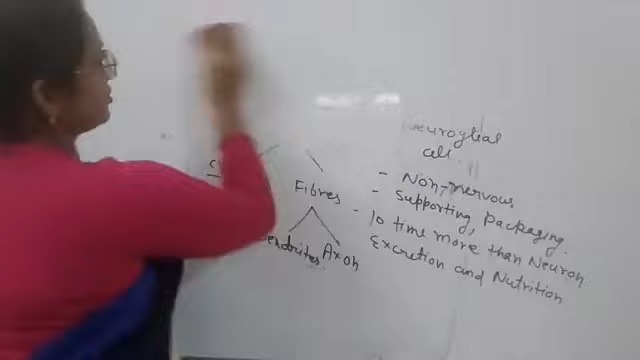 Neuroglial
cell
Fibres
Dendrites Axon
- Non-nervous
- Supporting, Packaging.
- 10 time more than Neuron
Excretion and Nutrition